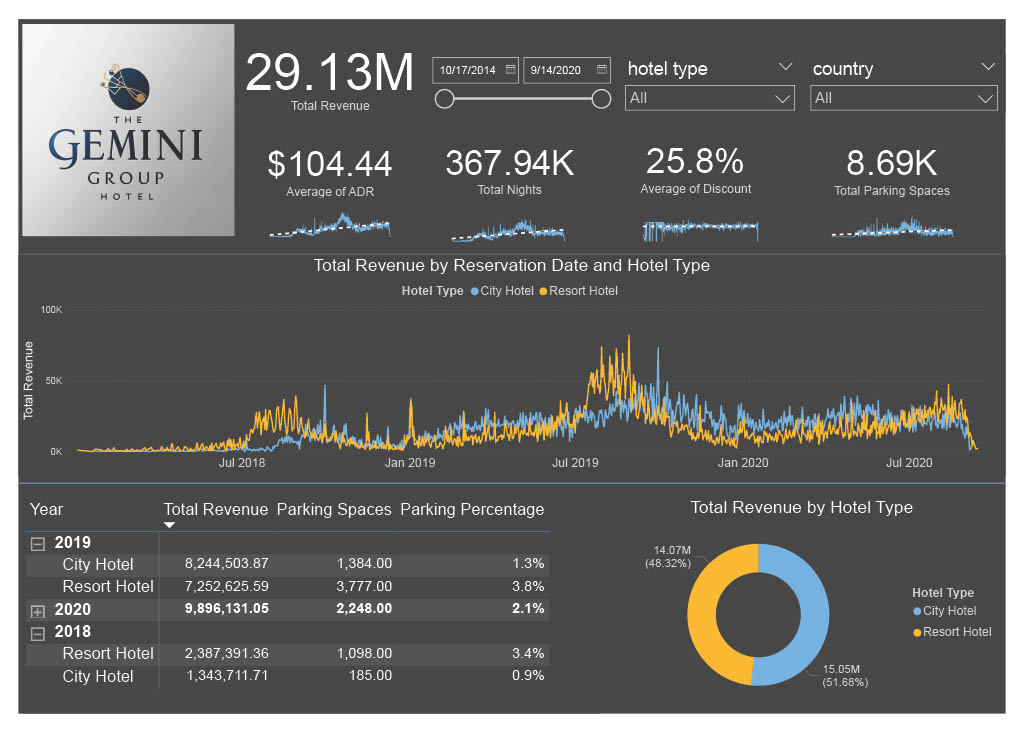 THE
GEMINI
GROUP
HOTEL
29.13M
Total Revenue
10/17/2014
9/14/2020
hotel type
All
country
All
$104.44
Average of ADR
367.94K
Total Nights
25.8%
Average of Discount
8.69K
Total Parking Spaces
Total Revenue by Reservation Date and Hotel Type
Hotel Type City Hotel Resort Hotel
Total Revenue
100K
50K
0K
Jul 2018 Jan 2019 Jul 2019 Jan 2020 Jul 2020
Year Total Revenue Parking Spaces Parking Percentage
2019
City Hotel 8,244,503.87 1,384.00 1.3%
Resort Hotel 7,252,625.59 3,777.00 3.8%
2020 9,896,131.05 2,248.00 2.1%
2018
Resort Hotel 2,387,391.36 1,098.00 3.4%
City Hotel 1,343,711.71 185.00 0.9%
Total Revenue by Hotel Type
14.07M
(48.32%)
15.05M
(51.68%)
Hotel Type
City Hotel
Resort Hotel